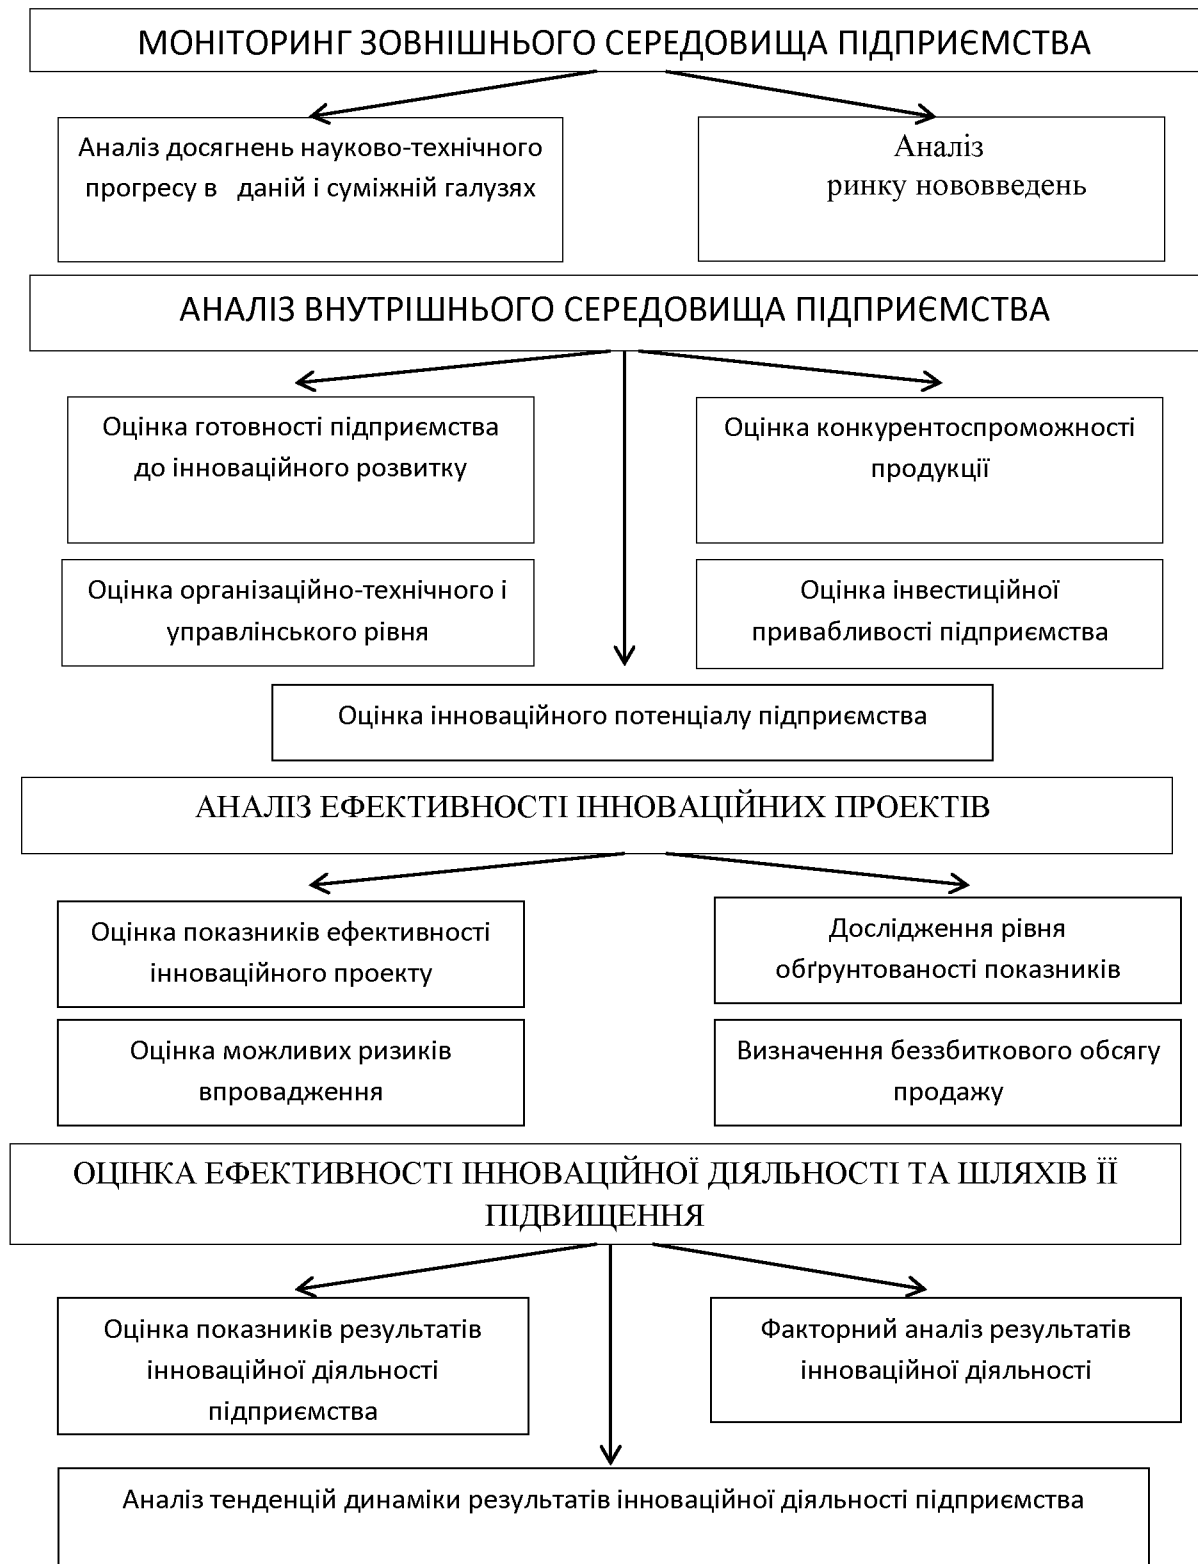 МОНІТОРИНГ ЗОВНІШНЬОГО СЕРЕДОВИЩА ПІДПРИЄМСТВА
Аналіз досягнень науково-технічного
прогресу в даній і суміжній галузях
Аналіз
ринку нововведень
АНАЛІЗ ВНУТРІШНЬОГО СЕРЕДОВИЩА ПІДПРИЄМСТВА
Оцінка готовності підприємства
до інноваційного розвитку
Оцінка конкурентоспроможності
продукції
Оцінка організаційно-технічного і
управлінського рівня
Оцінка інвестиційної
привабливості підприємства
Оцінка інноваційного потенціалу підприємства
АНАЛІЗ ЕФЕКТИВНОСТІ ІННОВАЦІЙНИХ ПРОЕКТІВ
Оцінка показників ефективності
інноваційного проекту
Дослідження рівня
обґрунтованості показників
Оцінка можливих ризиків
впровадження
Визначення беззбиткового обсягу
продажу
ОЦІНКА ЕФЕКТИВНОСТІ ІННОВАЦІЙНОЇ ДІЯЛЬНОСТІ ТА ШЛЯХІВ ЇЇ
ПІДВИЩЕННЯ
Оцінка показників результатів
інноваційної діяльності
підприємства
Факторний аналіз результатів
інноваційної діяльності
Аналіз тенденцій динаміки результатів інноваційної діяльності підприємства